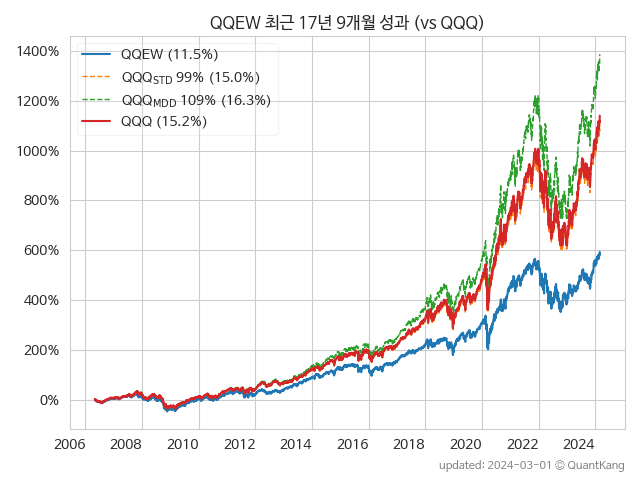 QQEW 최근 17년 9개월 성과 (vs QQQ)
1400%
1200%
1000%
800%
600%
400%
200%
0%
QQEW (11.5%)
QQQSTD 99% (15.0%)
QQQMDD 109% (16.3%)
QQQ (15.2%)
2006 2008 2010 2012 2014 2016 2018 2020 2022 2024
updated: 2024-03-01 © QuantKang